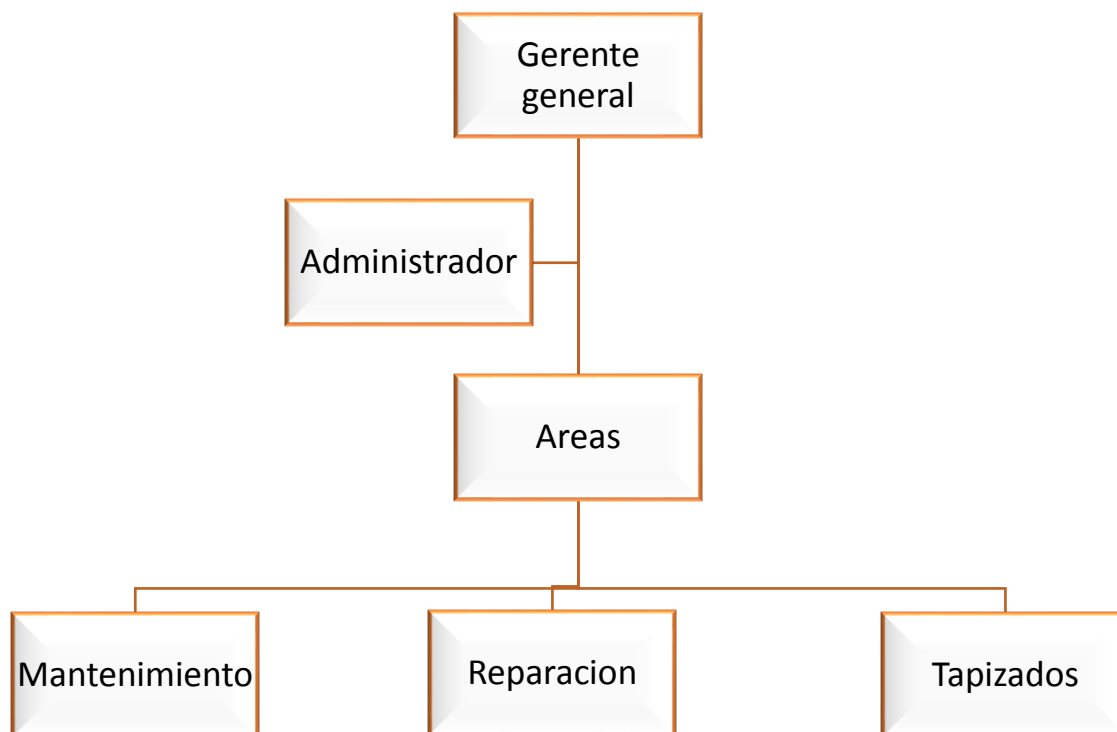 Gerente
general
Administrador
Areas
Mantenimiento
Reparacion
Tapizados